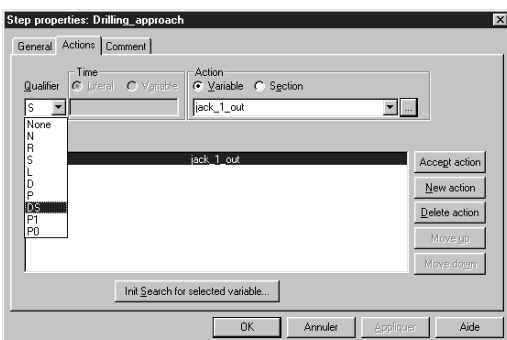 Step properties: Drilling_approach
General Actions Comment
Time Action
Qualifier Literal Variable Variable Section
S jack_1_out ...
None
N
R
S jack_1_out Accept action
L
D New action
P
DS Delete action
P1
P0 Move up
Move down
Init Search for selected variable...
OK Annuler Appliquer Aide